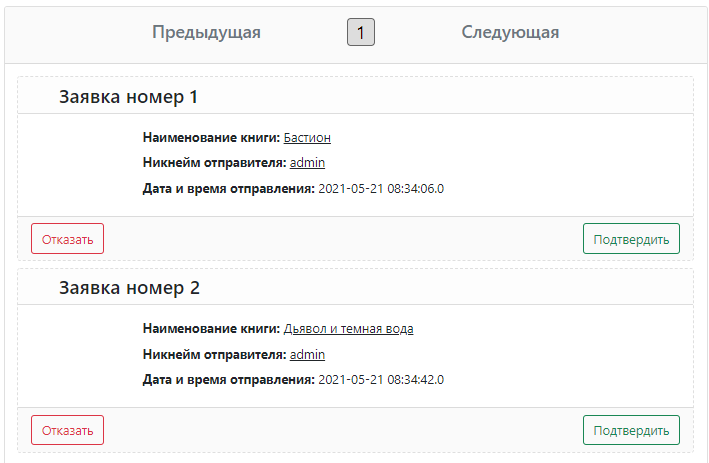 Предыдущая 1 Следующая
Заявка номер 1
Наименование книги: Бастион
Никнейм отправителя: admin
Дата и время отправления: 2021-05-21 08:34:06.0
Отказать Подтвердить
Заявка номер 2
Наименование книги: Дьявол и темная вода
Никнейм отправителя: admin
Дата и время отправления: 2021-05-21 08:34:42.0
Отказать Подтвердить